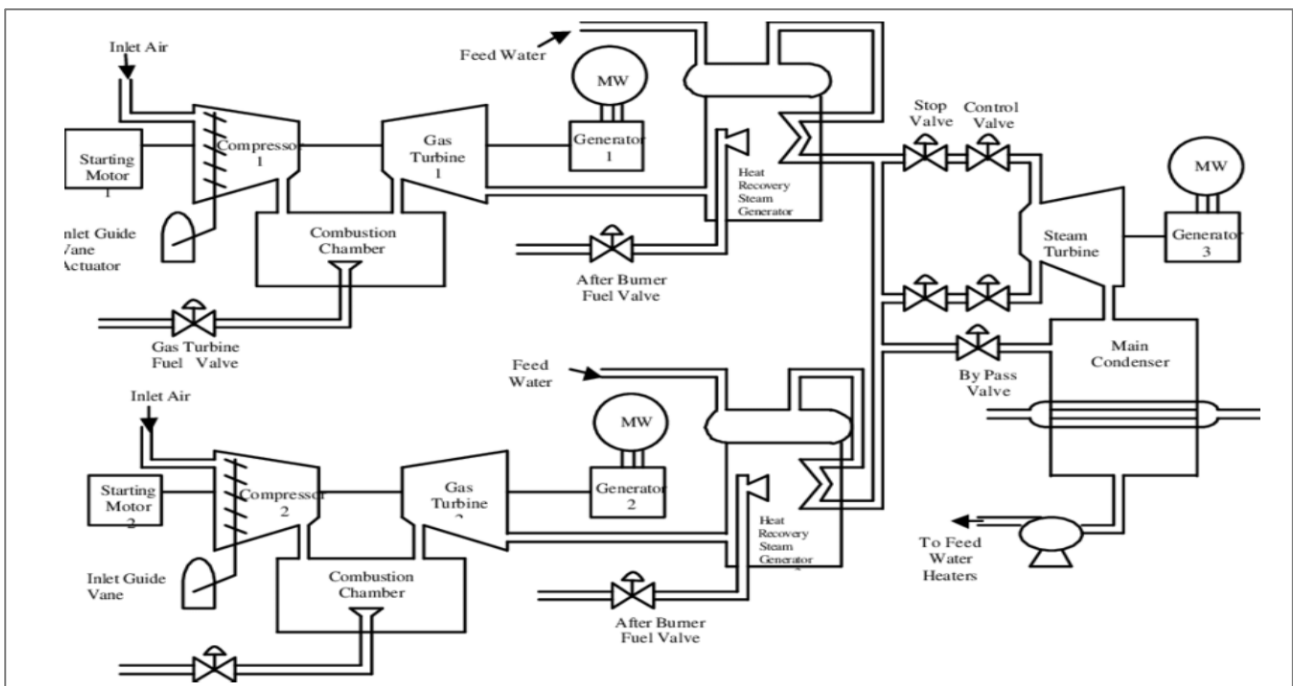 Inlet Air
Feed Water
MW
Stop
Valve
Control
Valve
MW
Starting
Motor
1
Compressor
1
Gas
Turbine
1
Generator
1
Heat
Recovery
Steam
Generator
Inlet Guide
Vane
Actuator
Combustion
Chamber
After Burner
Fuel Valve
Steam
Turbine
Generator
3
Gas Turbine
Fuel Valve
Main
Condenser
By Pass
Valve
Feed
Water
Inlet Air
MW
Starting
Motor
2
Compressor
2
Gas
Turbine
Generator
2
Heat
Recovery
Steam
Generator
Inlet Guide
Vane
Combustion
Chamber
After Burner
Fuel Valve
To Feed
Water
Heaters